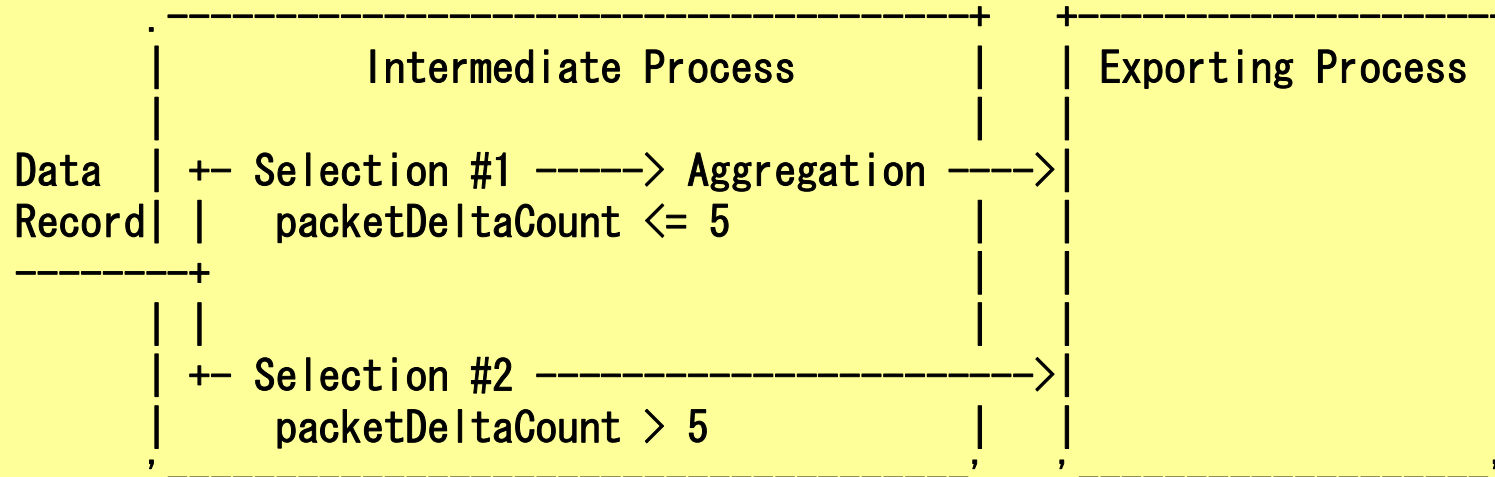 Intermediate Process Exporting Process
Data +- Selection #1 -----> Aggregation ---->
Record packetDeltaCount <= 5
+- Selection #2 ----------------------->
packetDeltaCount > 5